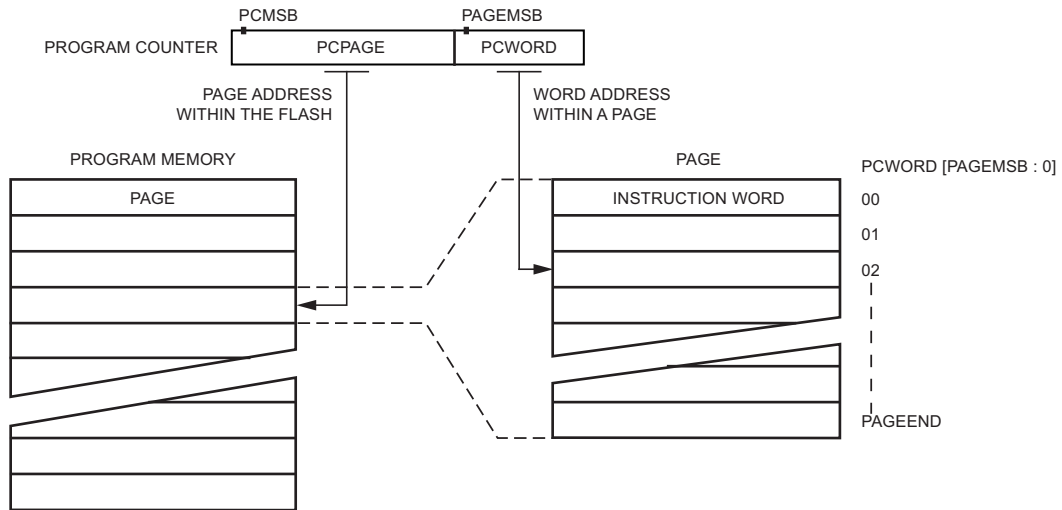 PCMSB PAGEMSB
PROGRAM COUNTER PCPAGE PCWORD
PAGE ADDRESS WORD ADDRESS
WITHIN THE FLASH WITHIN A PAGE
PROGRAM MEMORY PAGE PCWORD [PAGEMSB : 0]
PAGE INSTRUCTION WORD 00
01
02
PAGEEND